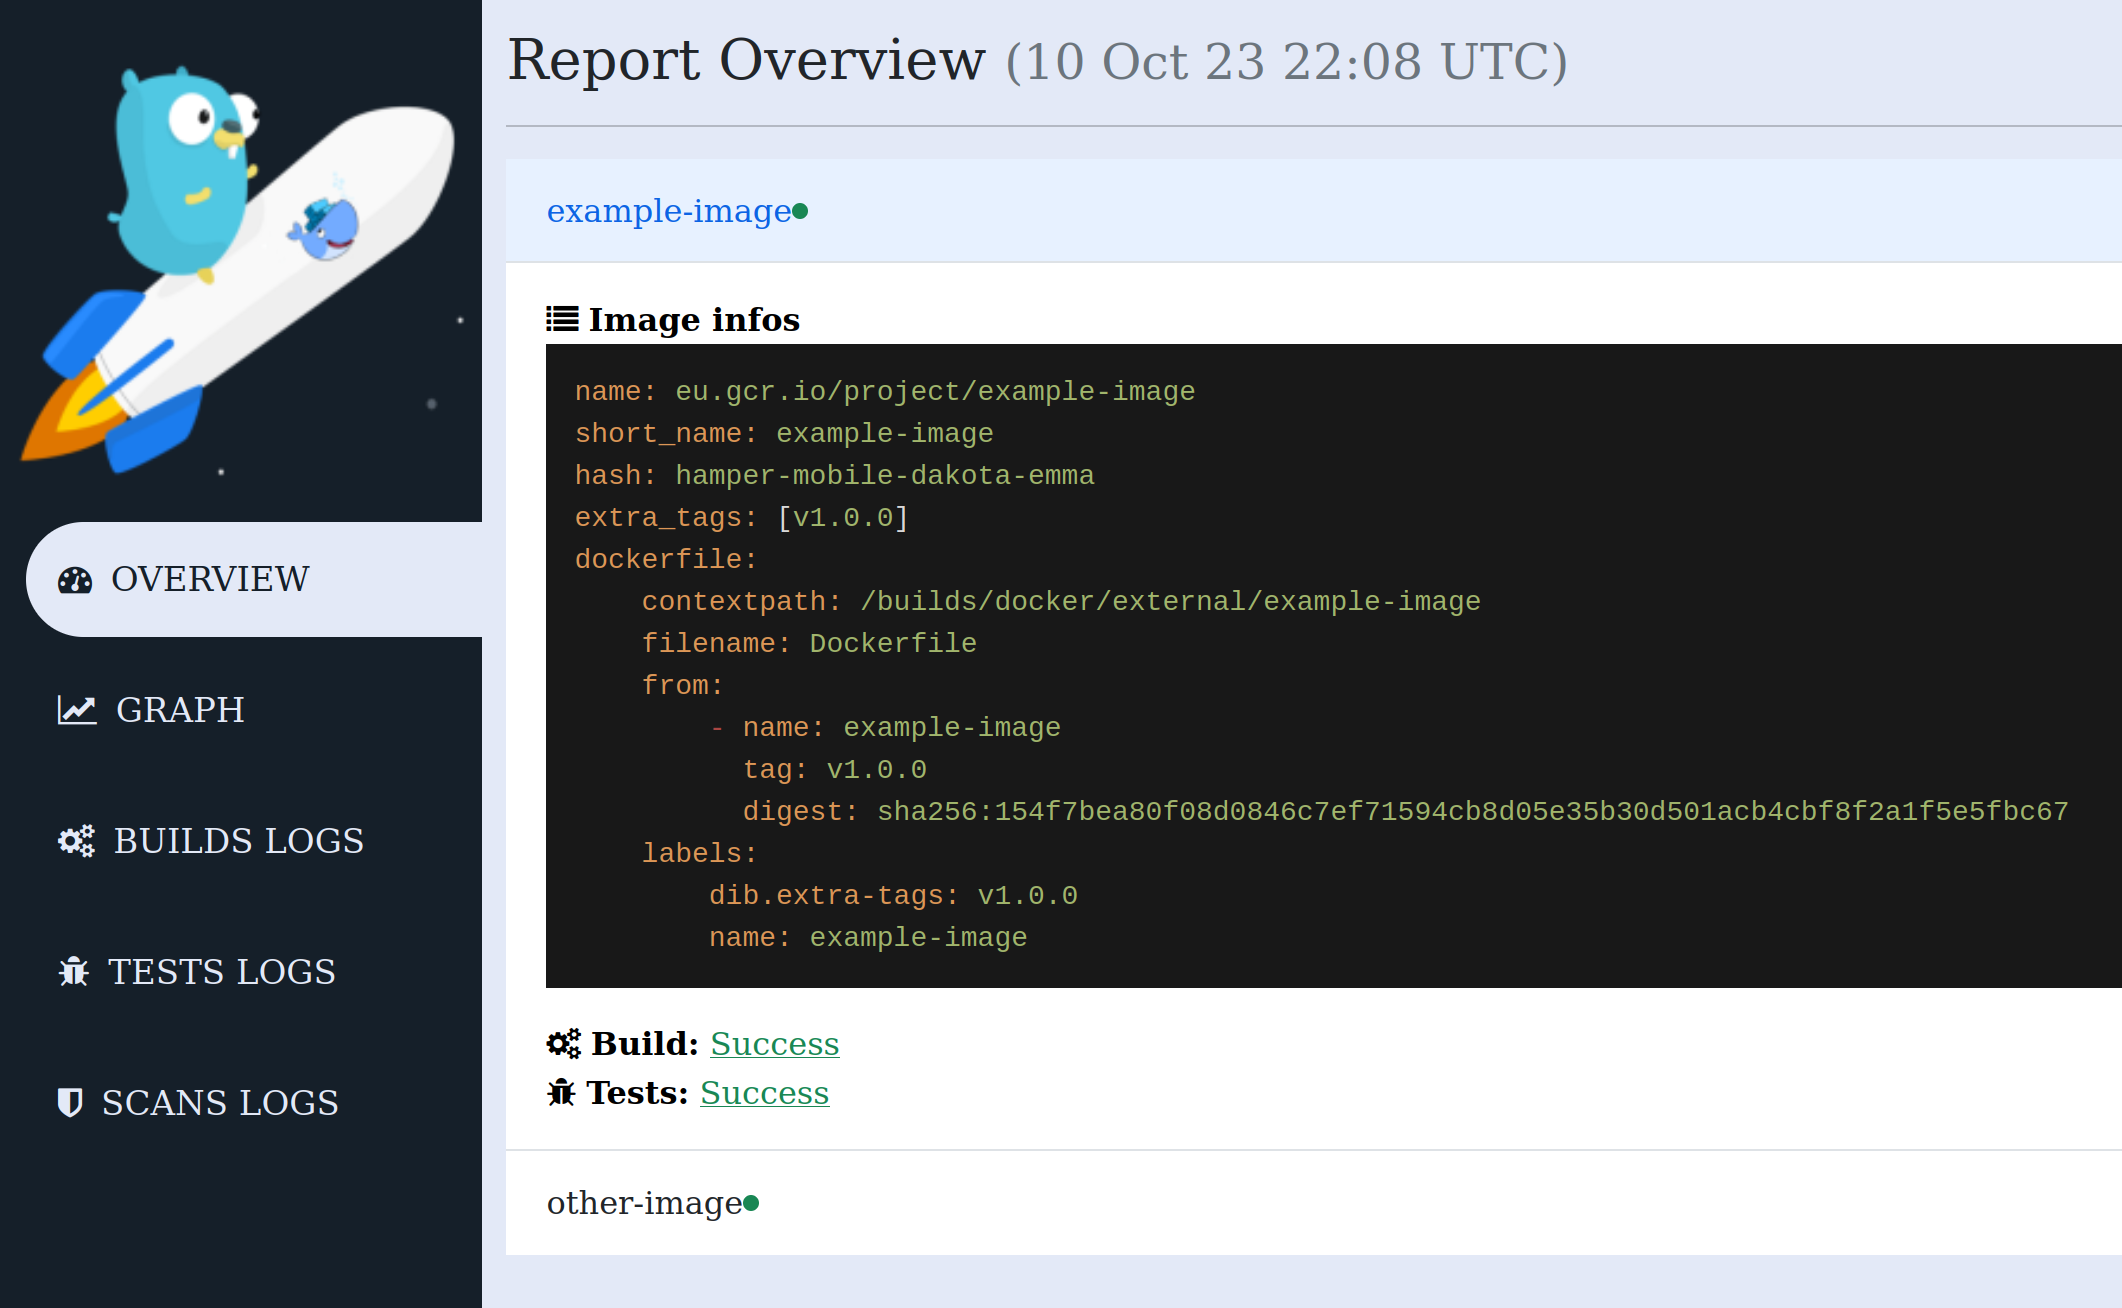 Report Overview (10 Oct 23 22:08 UTC)
example-image
Image infos
name: eu.gcr.io/project/example-image
short_name: example-image
hash: hamper-mobile-dakota-emma
extra_tags: [v1.0.0]
dockerfile:
    contextpath: /builds/docker/external/example-image
    filename: Dockerfile
    from:
        - name: example-image
          tag: v1.0.0
          digest: sha256:154f7bea80f08d0846c7ef71594cb8d05e35b30d501acb4cbf8f2a1f5e5fbc67
    labels:
        dib.extra-tags: v1.0.0
        name: example-image
Build: Success
Tests: Success
other-image
OVERVIEW
GRAPH
BUILDS LOGS
TESTS LOGS
SCANS LOGS